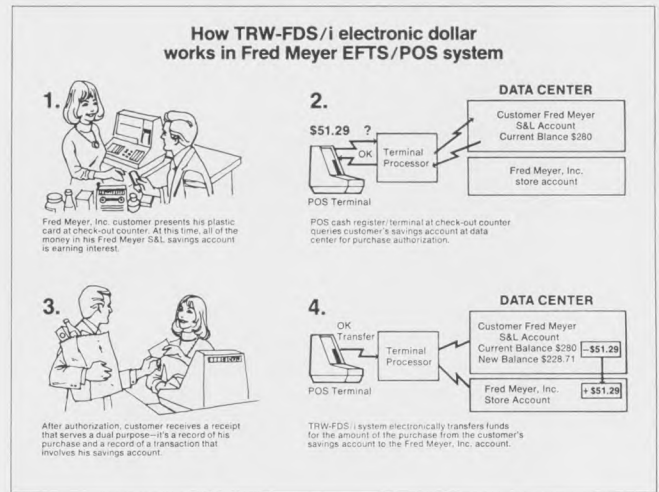 How TRW-FDS/i electronic dollar
works in Fred Meyer EFTS/POS system
1.
Fred Meyer, Inc. customer presents his plastic
card at check-out counter. At this time, all of the
money in his Fred Meyer S&L savings account
is earning interest.
2.
$51.29 ?
OK
POS Terminal
Terminal
Processor
DATA CENTER
Customer Fred Meyer
S&L Account
Current Blance $280
Fred Meyer, Inc.
store account
POS cash register/terminal at check-out counter
queries customer's savings account at data
center for purchase authorization.
3.
After authorization, customer receives a receipt
that serves a dual purpose—it's a record of his
purchase and a record of a transaction that
involves his savings account.
4.
OK
Transfer
POS Terminal
Terminal
Processor
DATA CENTER
Customer Fred Meyer
S&L Account
Current Balance $280 -$51.29
New Balance $228.71
Fred Meyer, Inc. + $51.29
Store Account
TRW-FDS/i system electronically transfers funds
for the amount of the purchase from the customer's
savings account to the Fred Meyer, Inc. account.